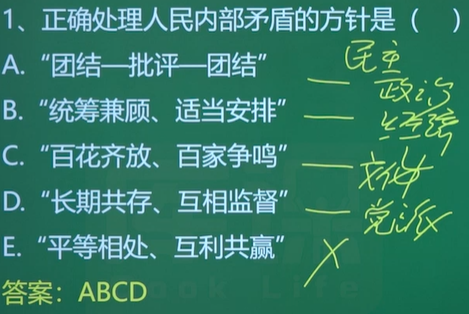 1、正确处理人民内部矛盾的方针是（ ）
民主
A. “团结—批评—团结” — 政治
B. “统筹兼顾、适当安排” — 经济
C. “百花齐放、百家争鸣” — 文化
D. “长期共存、互相监督” — 党派
E. “平等相处、互利共赢” ×
答案：ABCD
ook Life